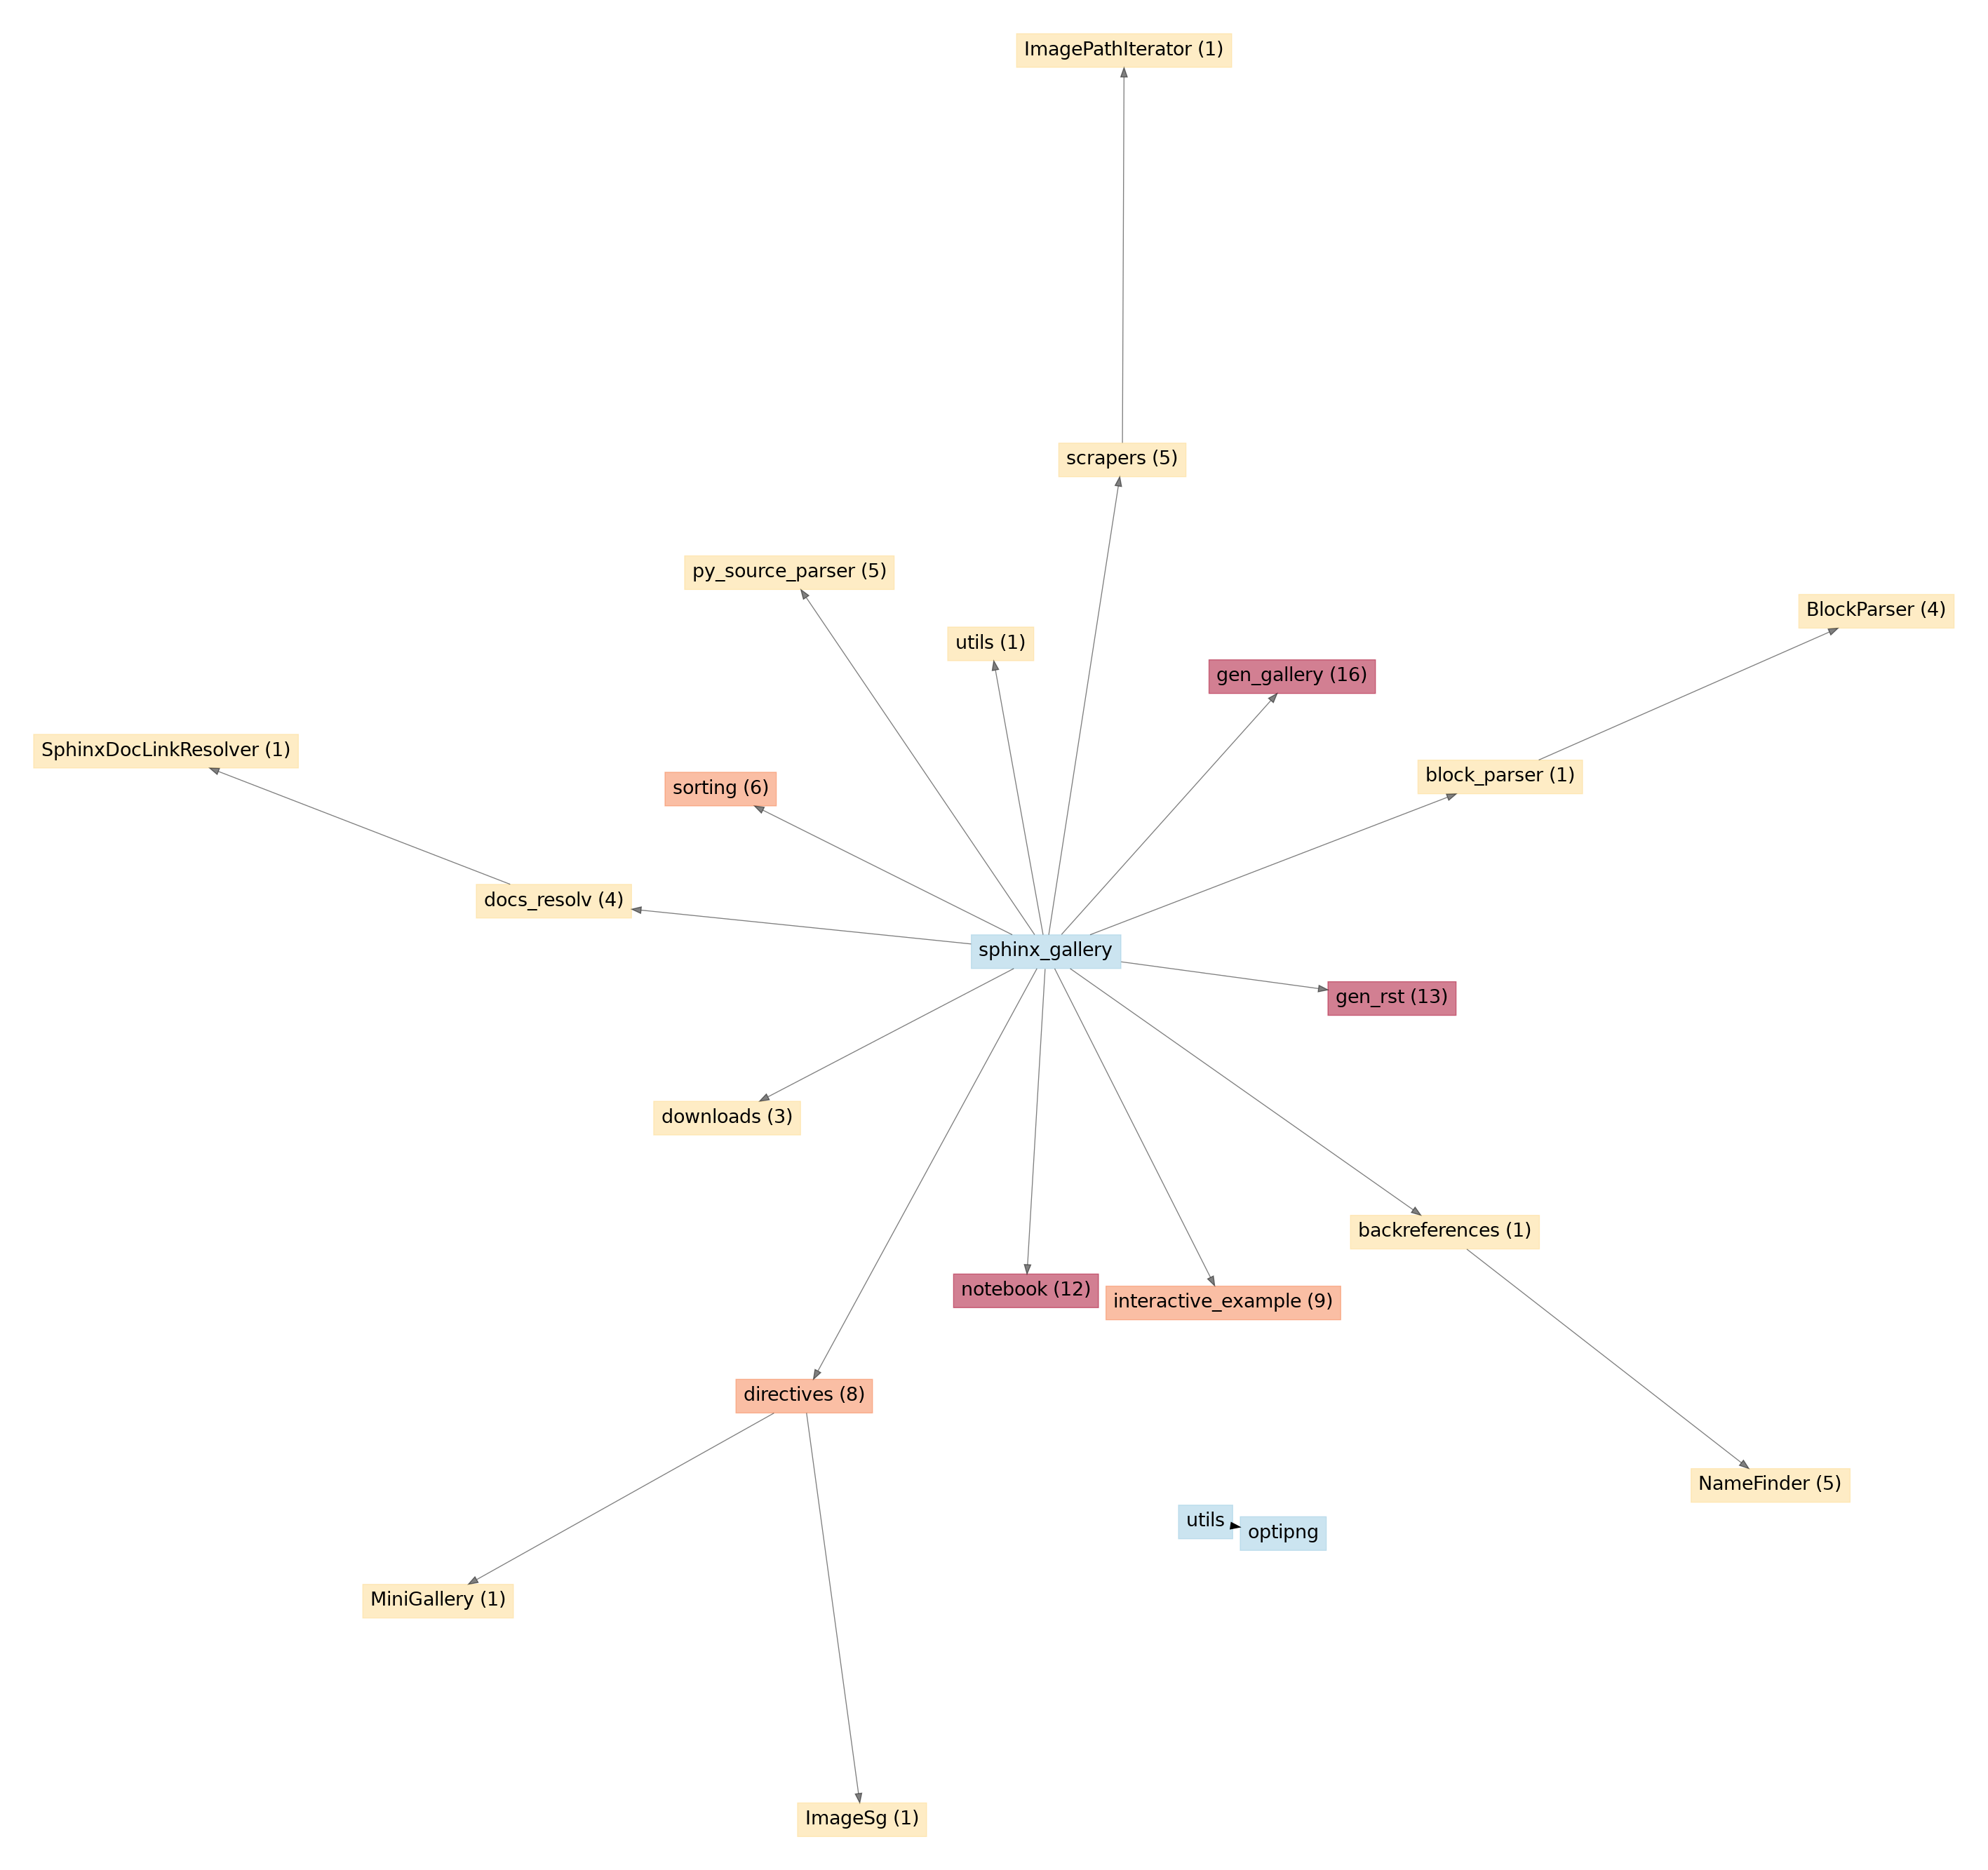 ImagePathIterator (1)
scrapers (5)
py_source_parser (5)
BlockParser (4)
utils (1)
gen_gallery (16)
SphinxDocLinkResolver (1)
block_parser (1)
sorting (6)
docs_resolv (4)
sphinx_gallery
gen_rst (13)
downloads (3)
backreferences (1)
notebook (12)
interactive_example (9)
directives (8)
NameFinder (5)
utils
optipng
MiniGallery (1)
ImageSg (1)